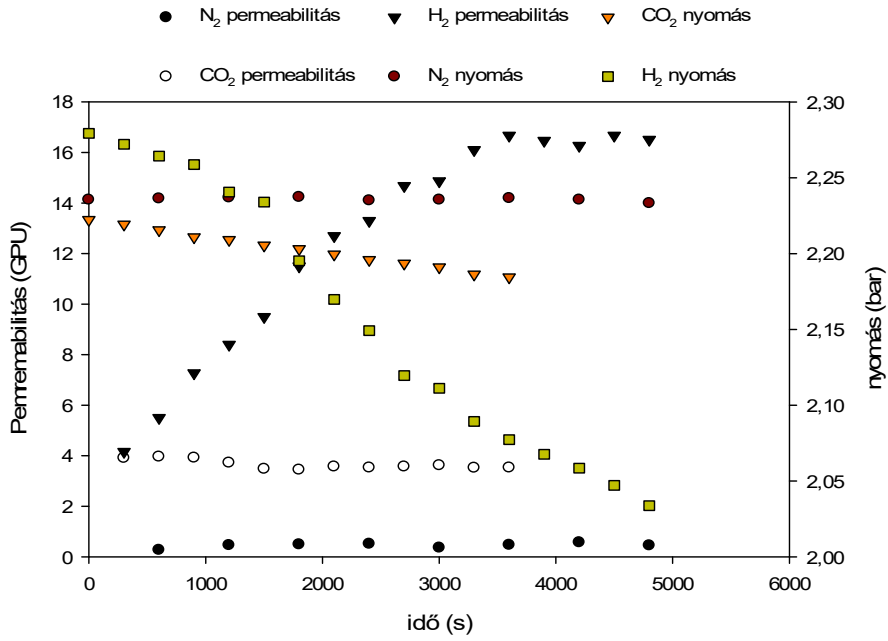 N₂ permeabilitás H₂ permeabilitás CO₂ nyomás
CO₂ permeabilitás N₂ nyomás H₂ nyomás
Pemremabilitás (GPU)
18
16
14
12
10
8
6
4
2
0
2,30
2,25
2,20
2,15
2,10
2,05
2,00
nyomás (bar)
0 1000 2000 3000 4000 5000 6000
idő (s)